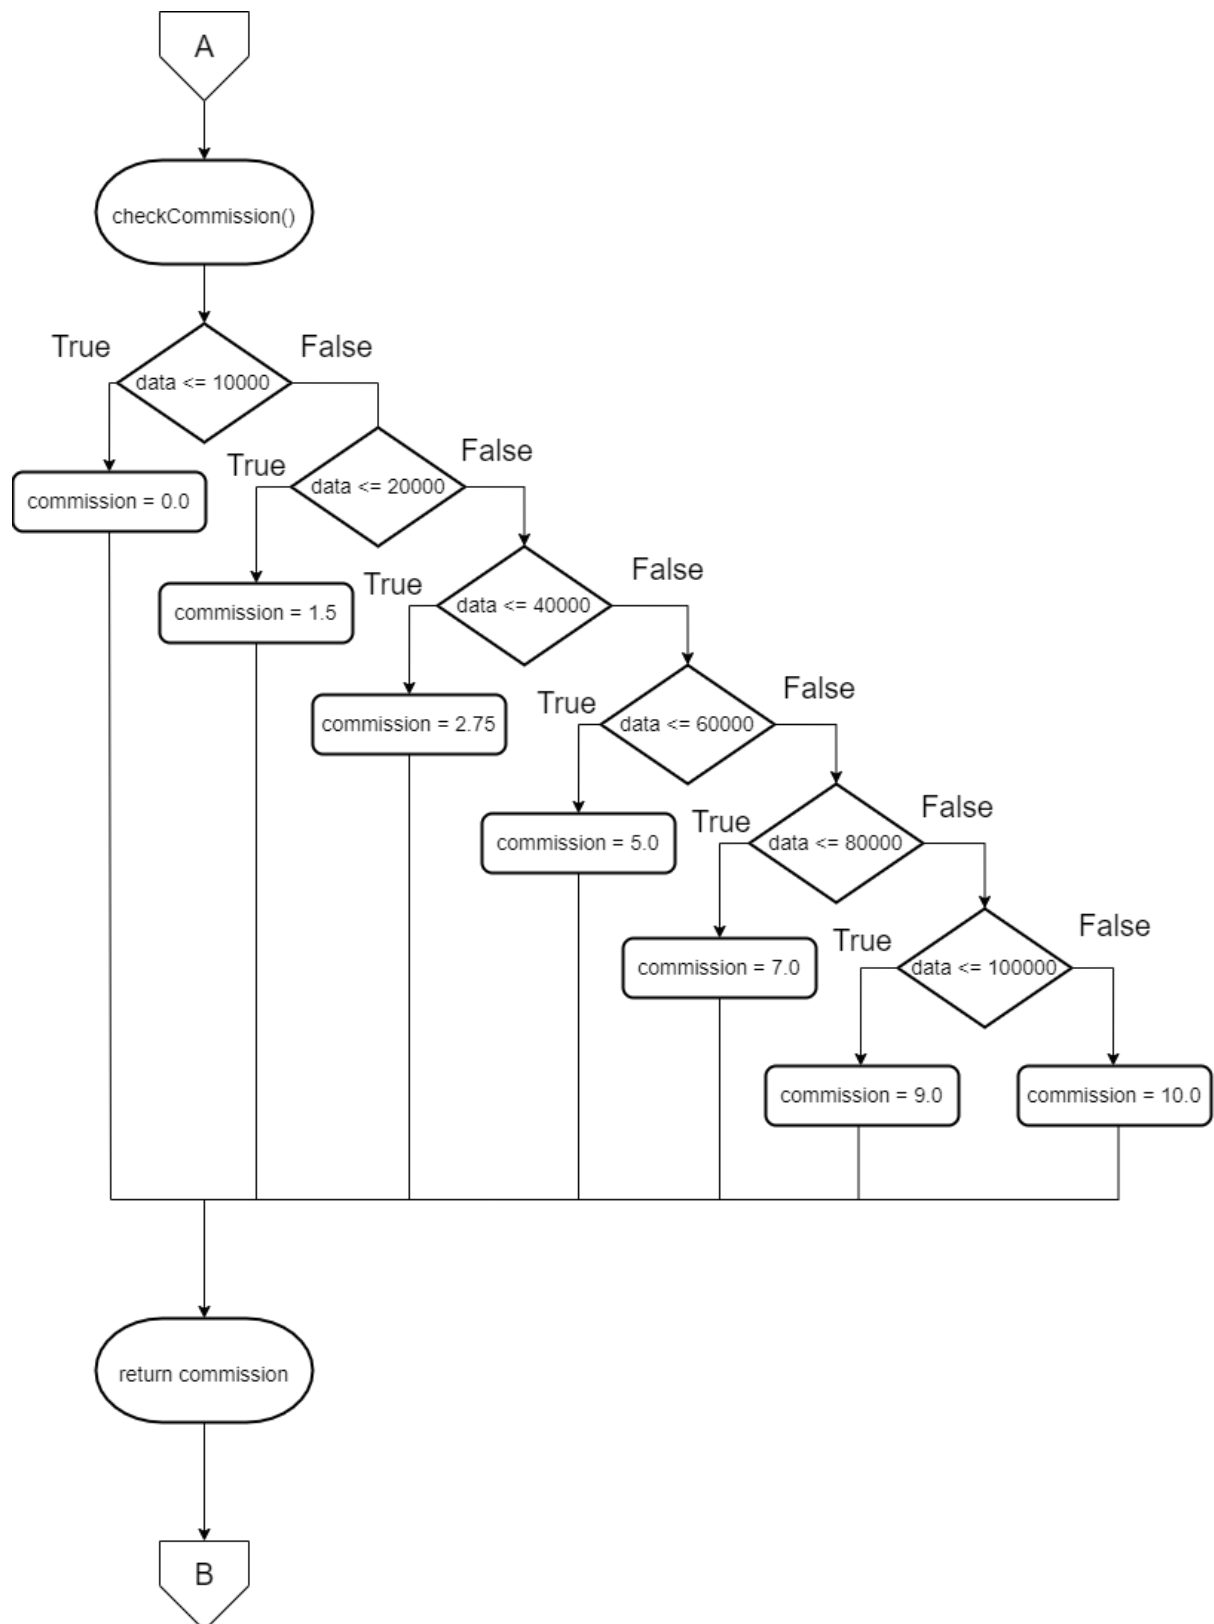 A
checkCommission()
True
False
data <= 10000
True
False
data <= 20000
commission = 0.0
True
False
data <= 40000
commission = 1.5
True
False
data <= 60000
commission = 2.75
True
False
data <= 80000
commission = 5.0
True
False
data <= 100000
commission = 7.0
commission = 9.0
commission = 10.0
return commission
B